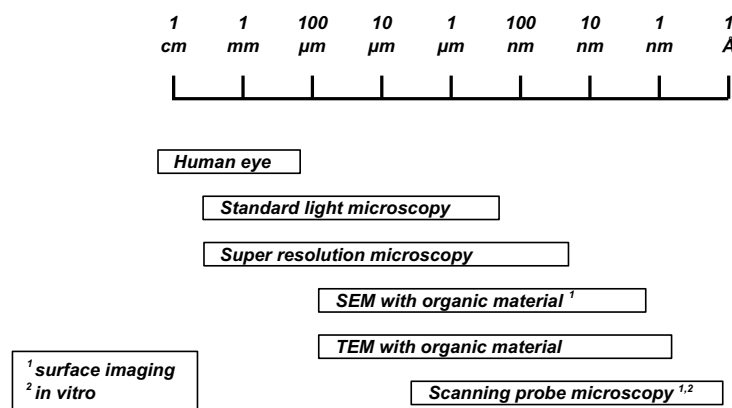 1 1 100 10 1 100 10 1 1
cm mm µm µm µm nm nm nm Å
Human eye
Standard light microscopy
Super resolution microscopy
SEM with organic material ¹
TEM with organic material
¹ surface imaging
² in vitro
Scanning probe microscopy ¹,²